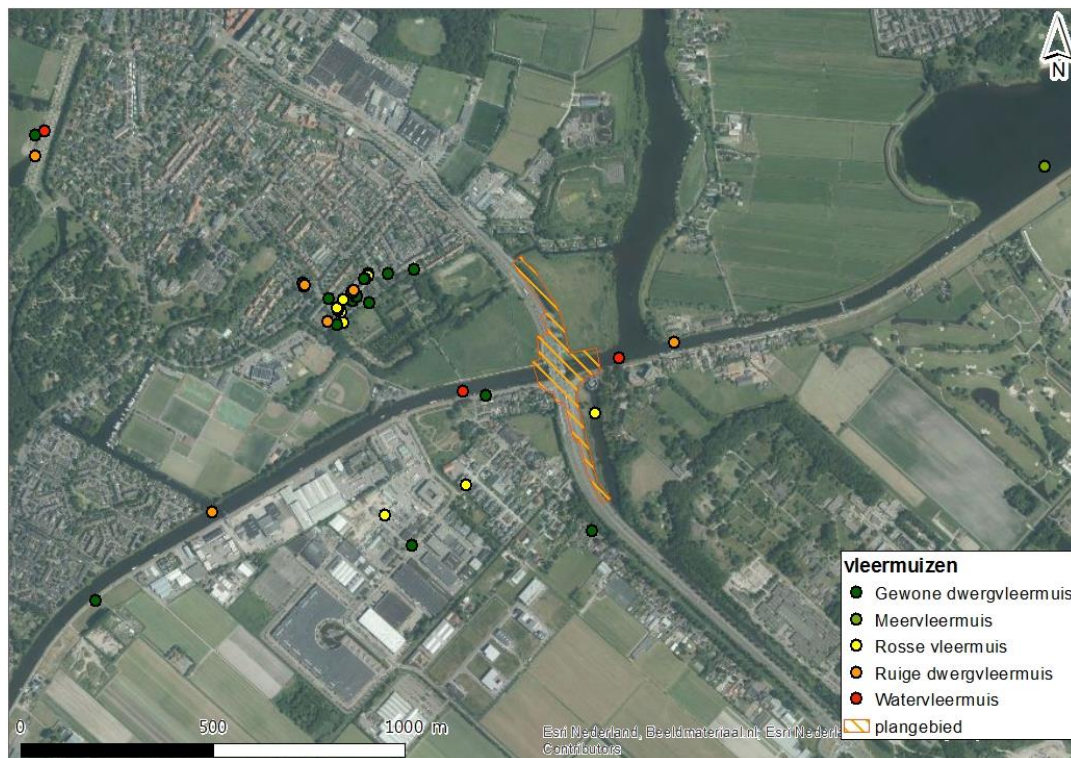 N
vleermuizen
Gewone dwergvleermuis
Meervleermuis
Rosse vleermuis
Ruige dwergvleermuis
Watervleermuis
plangebied
0 500 1000 m
Esri Nederland, Beeldmateriaal.nl; Esri Nederl
Contributors